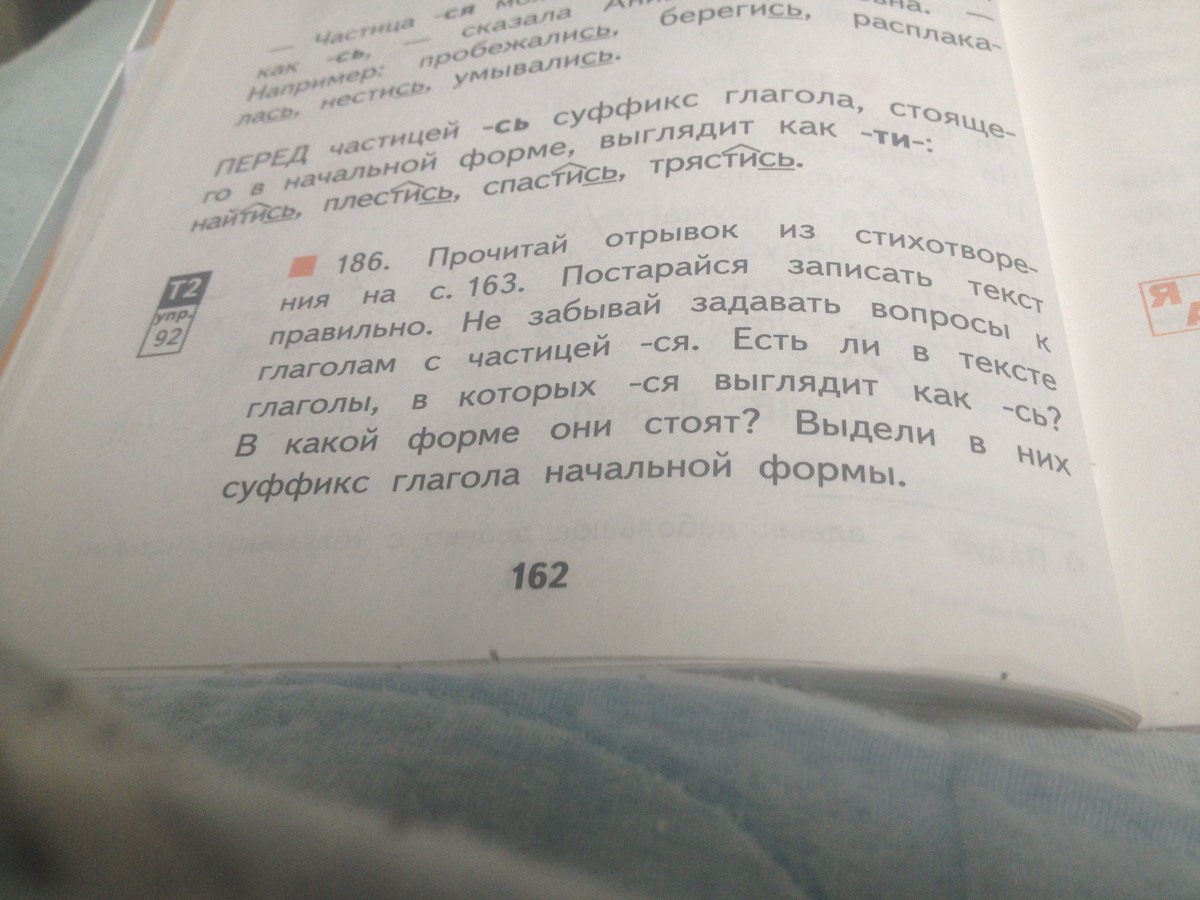 — Частица -ся
как -сь, — сказала
Например: пробежались, берегись, расплака-
лась, нестись, умывались.
ПЕРЕД частицей -сь суффикс глагола, стояще-
го в начальной форме, выглядит как -ти-:
найтись, плестись, спастись, трястись.
Т2
упр.
92
186. Прочитай отрывок из стихотворе-
ния на с. 163. Постарайся записать текст
правильно. Не забывай задавать вопросы к
глаголам с частицей -ся. Есть ли в тексте
глаголы, в которых -ся выглядит как -сь?
В какой форме они стоят? Выдели в них
суффикс глагола начальной формы.
162
Я